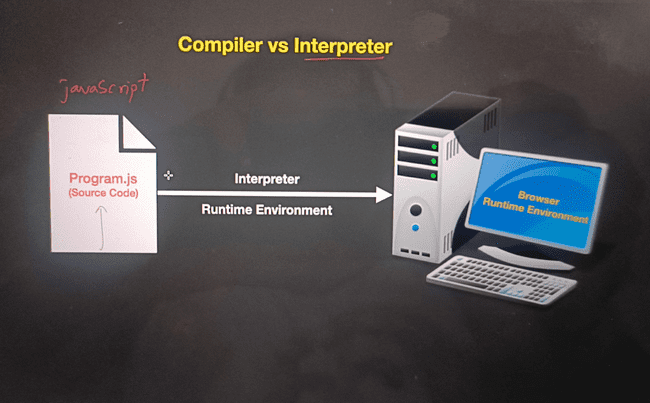 Compiler vs Interpreter
javaScript
Program.js
(Source Code)
Interpreter
Runtime Environment
Browser
Runtime Environment